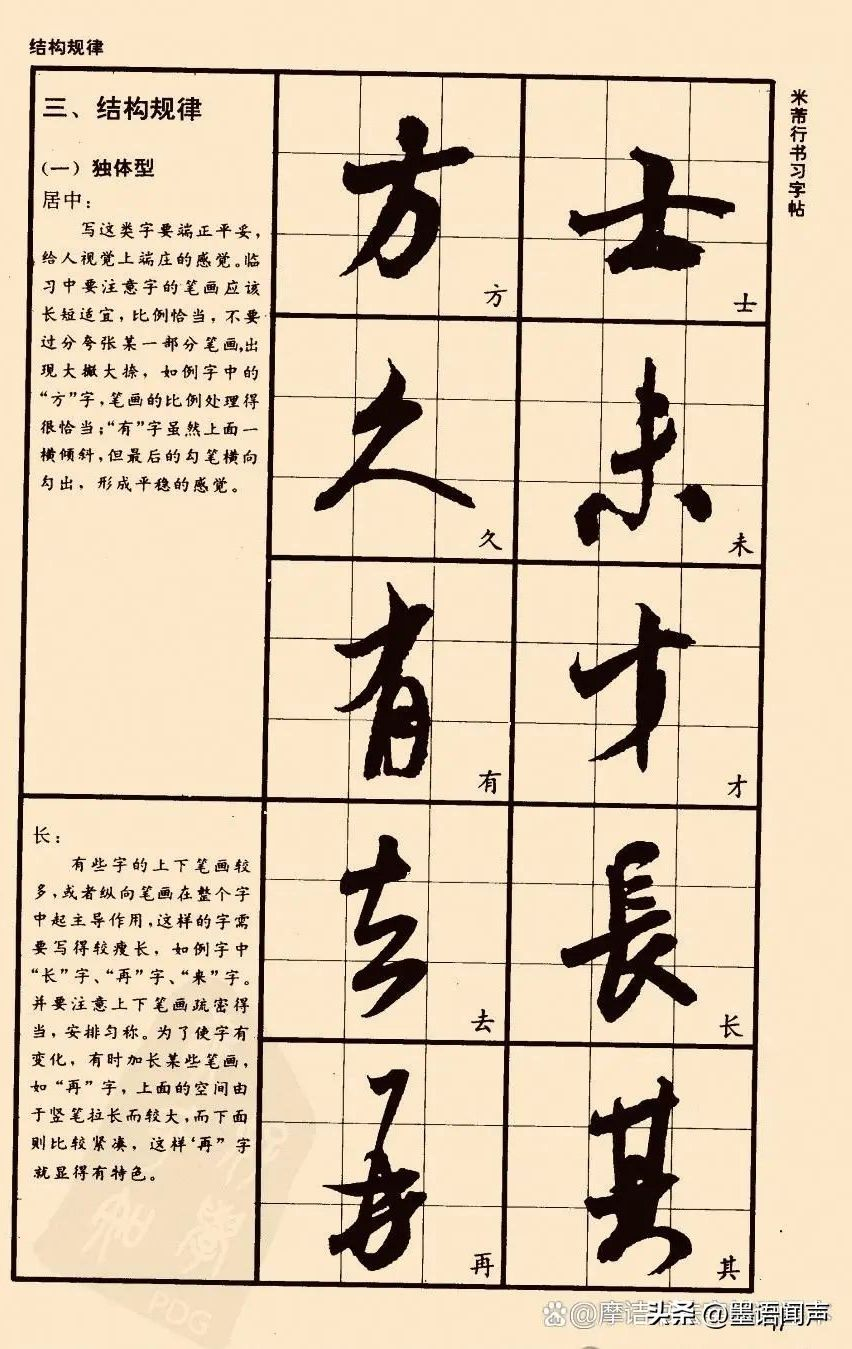 结构规律
米芾行书习字帖
三、结构规律
(一) 独体型
居中:
写这类字要端正平妥,
给人视觉上端庄的感觉。临
习中要注意字的笔画应该
长短适宜,比例恰当,不要
过分夸张某一部分笔画,出
现大撇大捺,如例字中的
“方”字,笔画的比例处理得
很恰当;“有”字虽然上面一
横倾斜,但最后的勾笔横向
勾出,形成平稳的感觉。
方 士
方 士
久 未
久 未
有 才
有 才
长:
有些字的上下笔画较
多,或者纵向笔画在整个字
中起主导作用,这样的字需
要写得较瘦长,如例字中
“长”字、“再”字、“来”字。
并要注意上下笔画疏密得
当,安排匀称。为了使字有
变化,有时加长某些笔画,
如“再”字,上面的空间由
于竖笔拉长而较大,而下面
则比较紧凑,这样‘再”字
就显得有特色。
去 長
去 长
再 其
再 其
PDG
头条 @墨语闻声